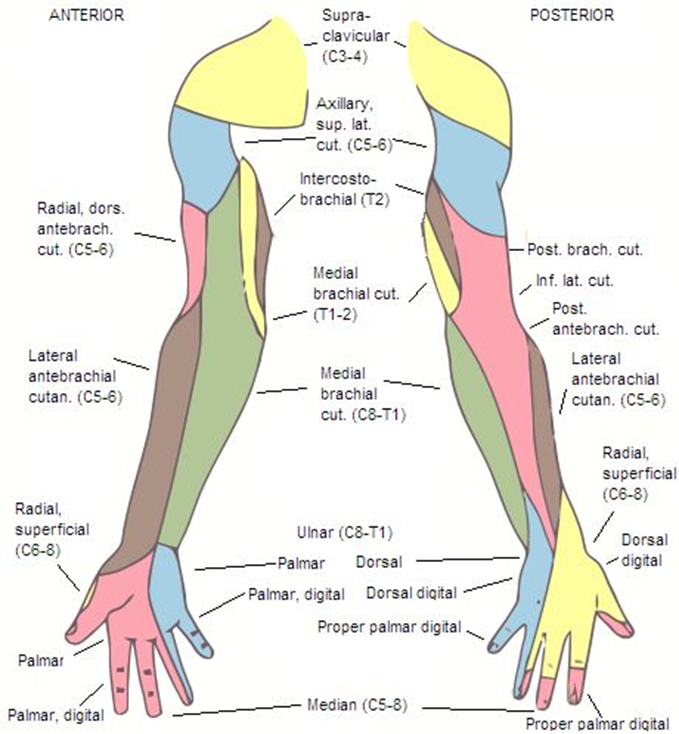 ANTERIOR
Supra-
clavicular
(C3-4)
POSTERIOR
Axillary,
sup. lat.
cut. (C5-6)
Intercosto-
brachial (T2)
Radial, dors.
antebrach.
cut. (C5-6)
Post. brach. cut.
Inf. lat. cut.
Medial
brachial cut.
(T1-2)
Post.
antebrach. cut.
Lateral
antebrachial
cutan. (C5-6)
Medial
brachial
cut. (C8-T1)
Lateral
antebrachial
cutan. (C5-6)
Radial,
superficial
(C6-8)
Radial,
superficial
(C6-8)
Ulnar (C8-T1)
Palmar
Dorsal
Dorsal
digital
Palmar, digital
Dorsal digital
Proper palmar digital
Palmar
Palmar, digital
Median (C5-8)
Proper palmar digital